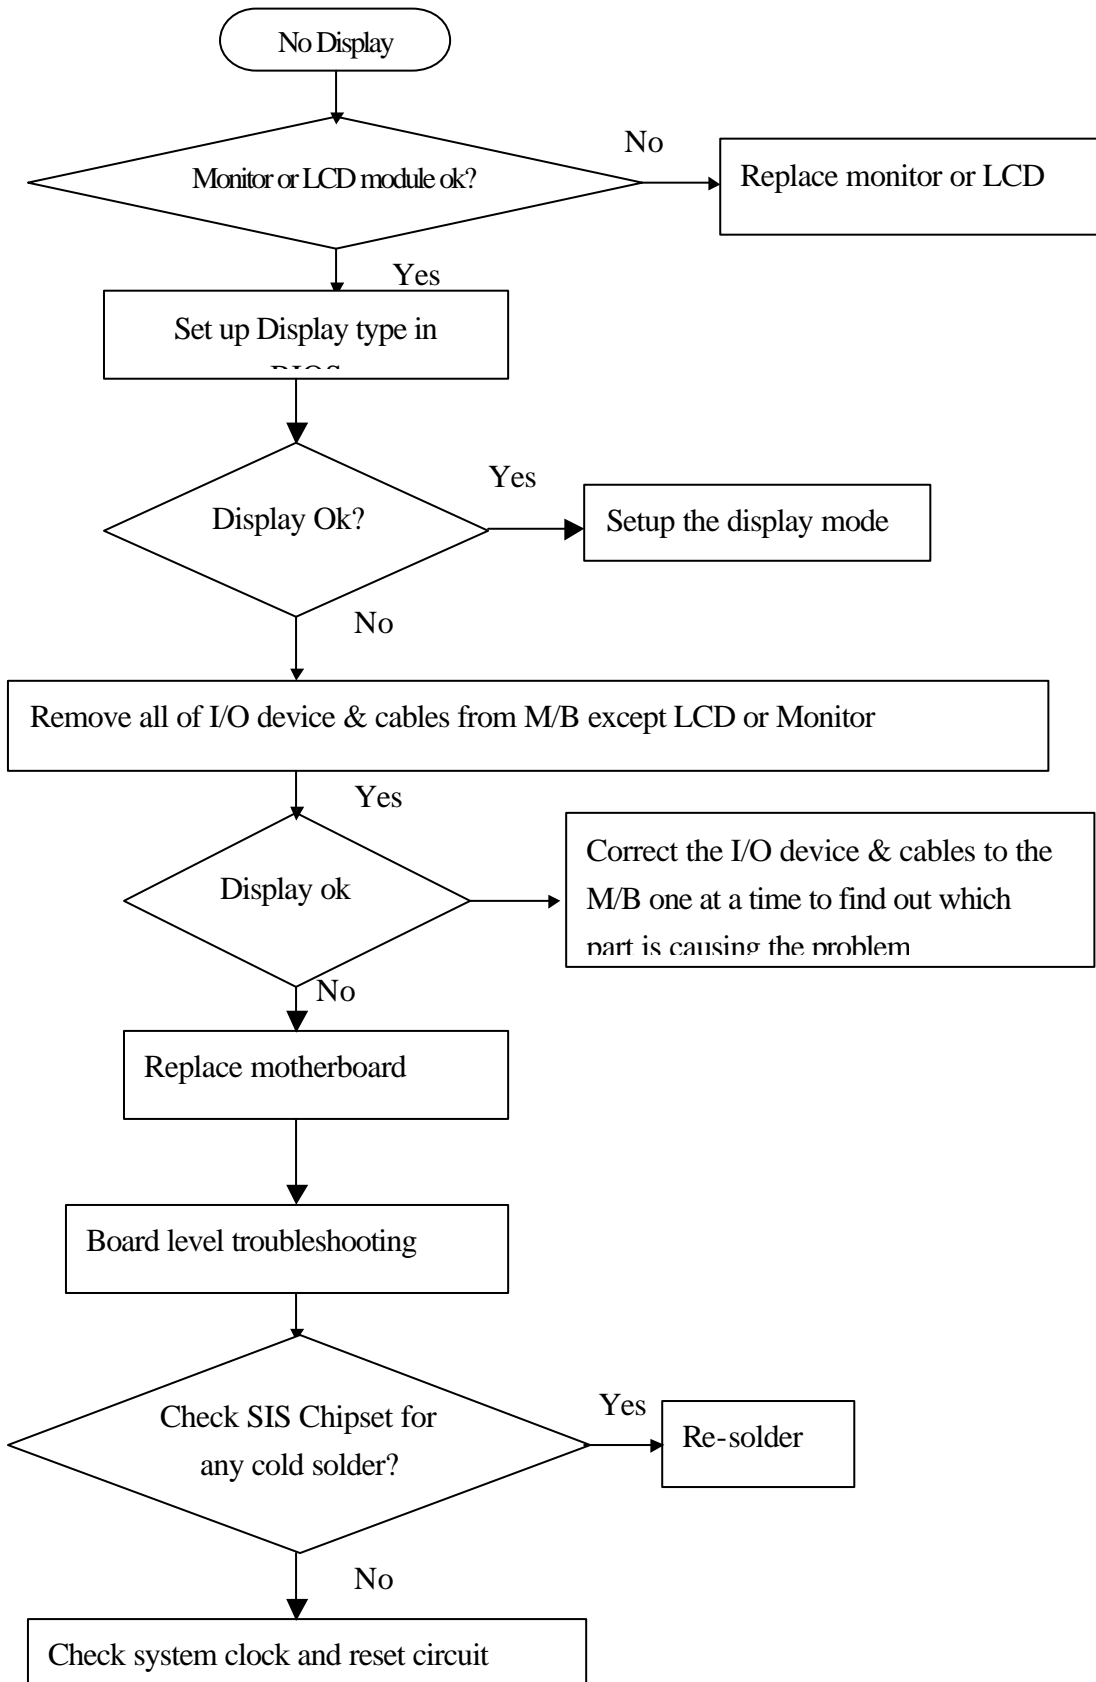 No Display
No
Monitor or LCD module ok?
Replace monitor or LCD
Yes
Set up Display type in
BIOS
Yes
Display Ok?
Setup the display mode
No
Remove all of I/O device & cables from M/B except LCD or Monitor
Yes
Display ok
Correct the I/O device & cables to the
M/B one at a time to find out which
part is causing the problem
No
Replace motherboard
Board level troubleshooting
Check SIS Chipset for
any cold solder?
Yes
Re-solder
No
Check system clock and reset circuit